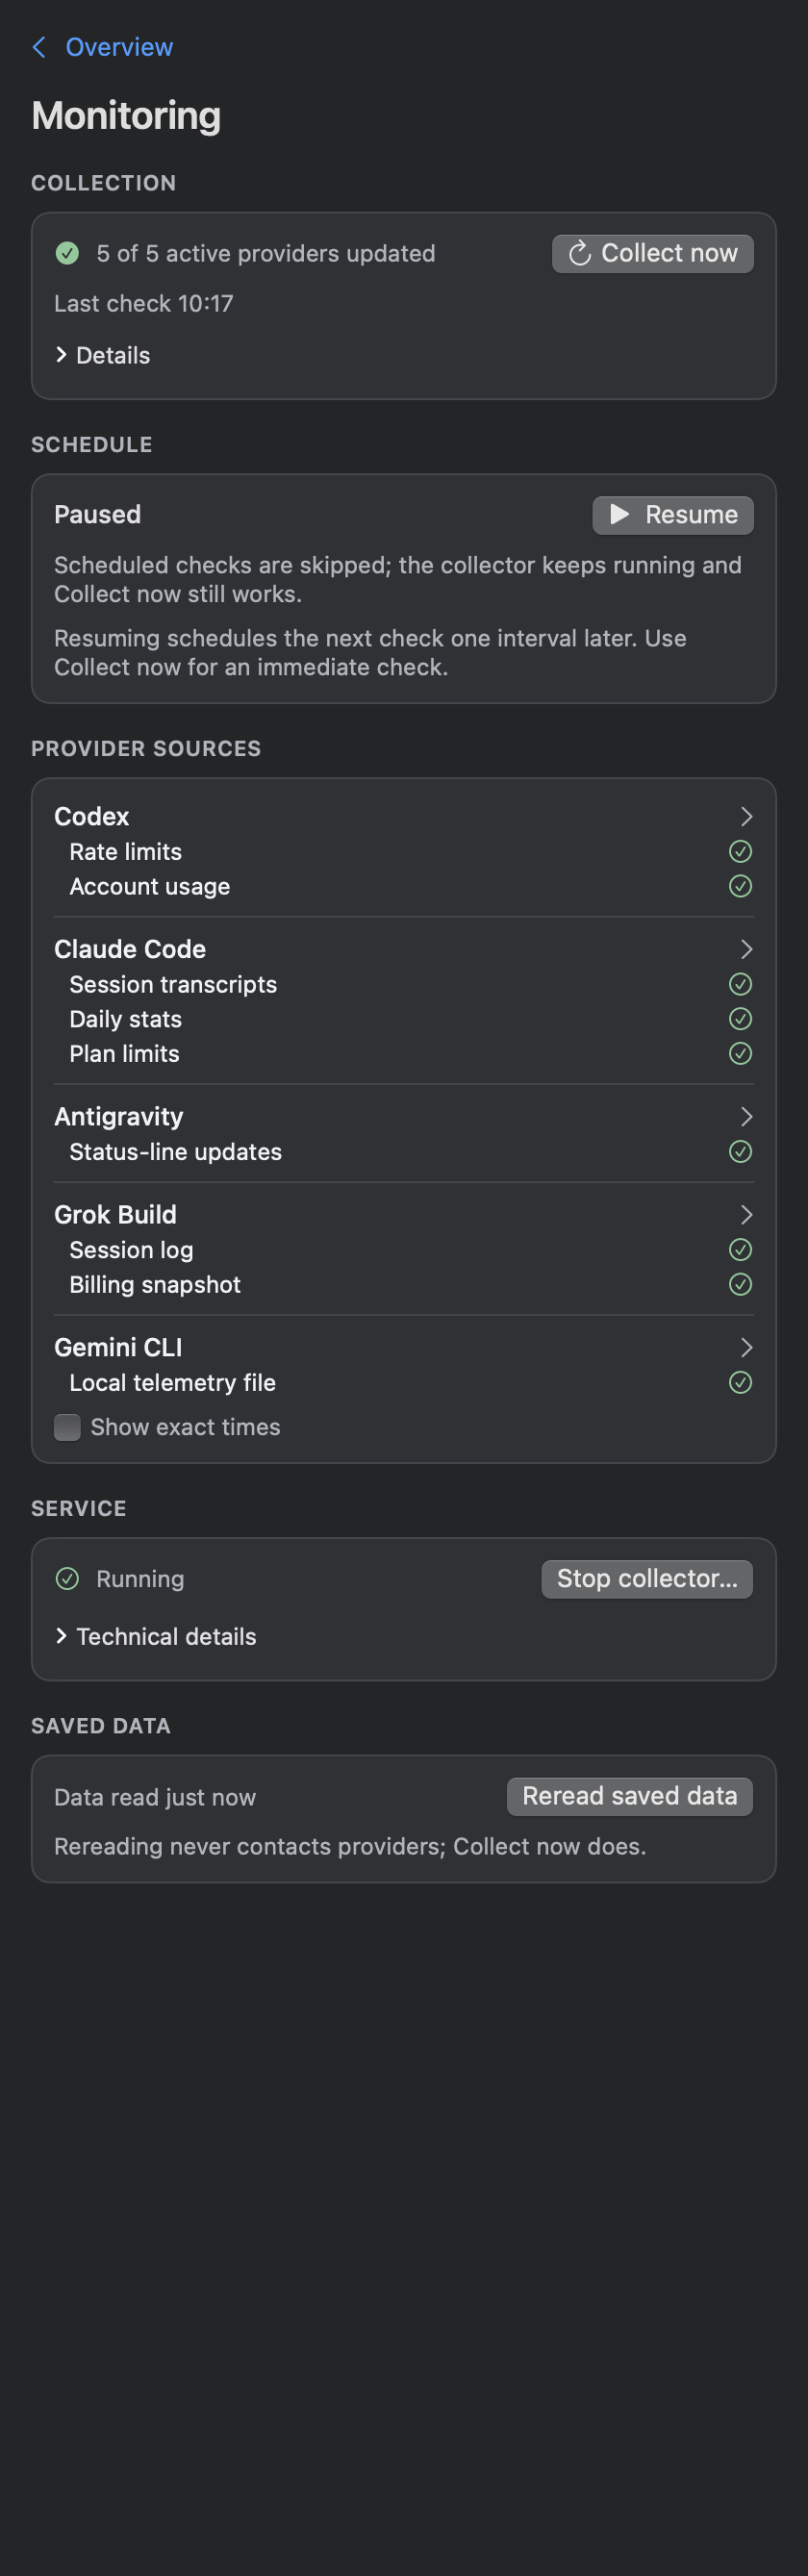 Overview
Monitoring
COLLECTION
5 of 5 active providers updated
Collect now
Last check 10:17
Details
SCHEDULE
Paused
Resume
Scheduled checks are skipped; the collector keeps running and
Collect now still works.
Resuming schedules the next check one interval later. Use
Collect now for an immediate check.
PROVIDER SOURCES
Codex
Rate limits
Account usage
Claude Code
Session transcripts
Daily stats
Plan limits
Antigravity
Status-line updates
Grok Build
Session log
Billing snapshot
Gemini CLI
Local telemetry file
Show exact times
SERVICE
Running
Stop collector...
Technical details
SAVED DATA
Data read just now
Reread saved data
Rereading never contacts providers; Collect now does.